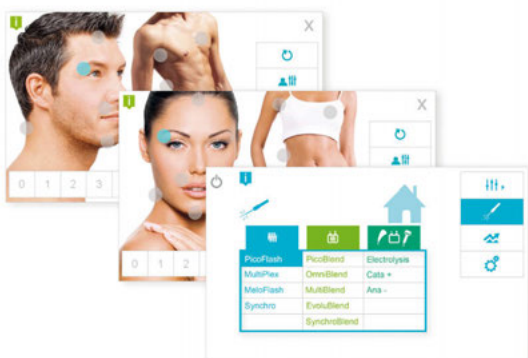 i
X
0 1 2 3
i
X
0 1 2
i
PicoFlash PicoBlend Electrolysis
MultiPlex OmniBlend Cata +
MeloFlash MultiBlend Ana -
Synchro EvoluBlend
SynchroBlend